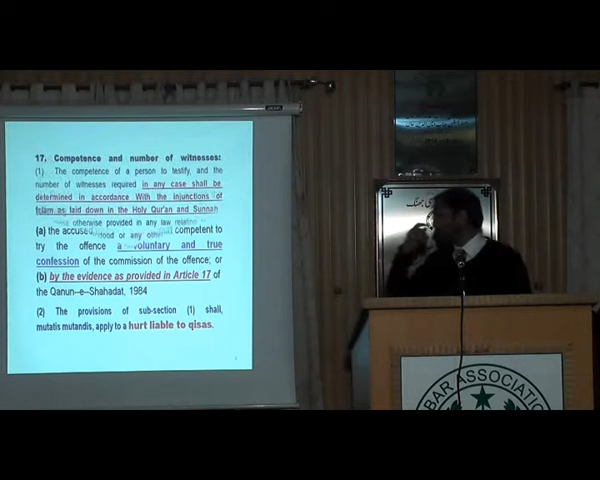 17. Competence and number of witnesses:
(1) The competence of a person to testify, and the
number of witnesses required in any case shall be
determined in accordance With the injunctions of
Islam as laid down in the Holy Qur'an and Sunnah
otherwise provided in any law relating
(a) the accused competent to
blood or any other
try the offence a voluntary and true
confession of the commission of the offence; or
(b) by the evidence as provided in Article 17 of
the Qanun-e-Shahadat, 1984
(2) The provisions of sub-section (1) shall,
mutatis mutandis, apply to a hurt liable to qisas.
BAR ASSOCIATION